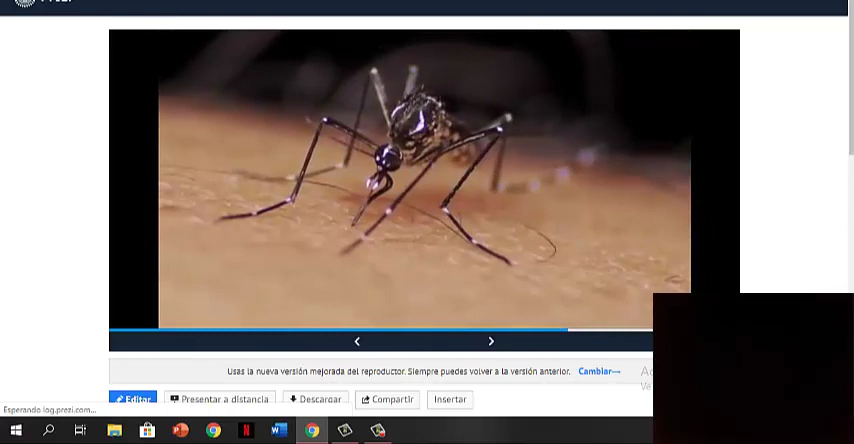 Usas la nueva versión mejorada del reproductor. Siempre puedes volver a la versión anterior. Cambiar→
Editar Presentar a distancia Descargar Compartir Insertar
Esperando log.prezi.com...